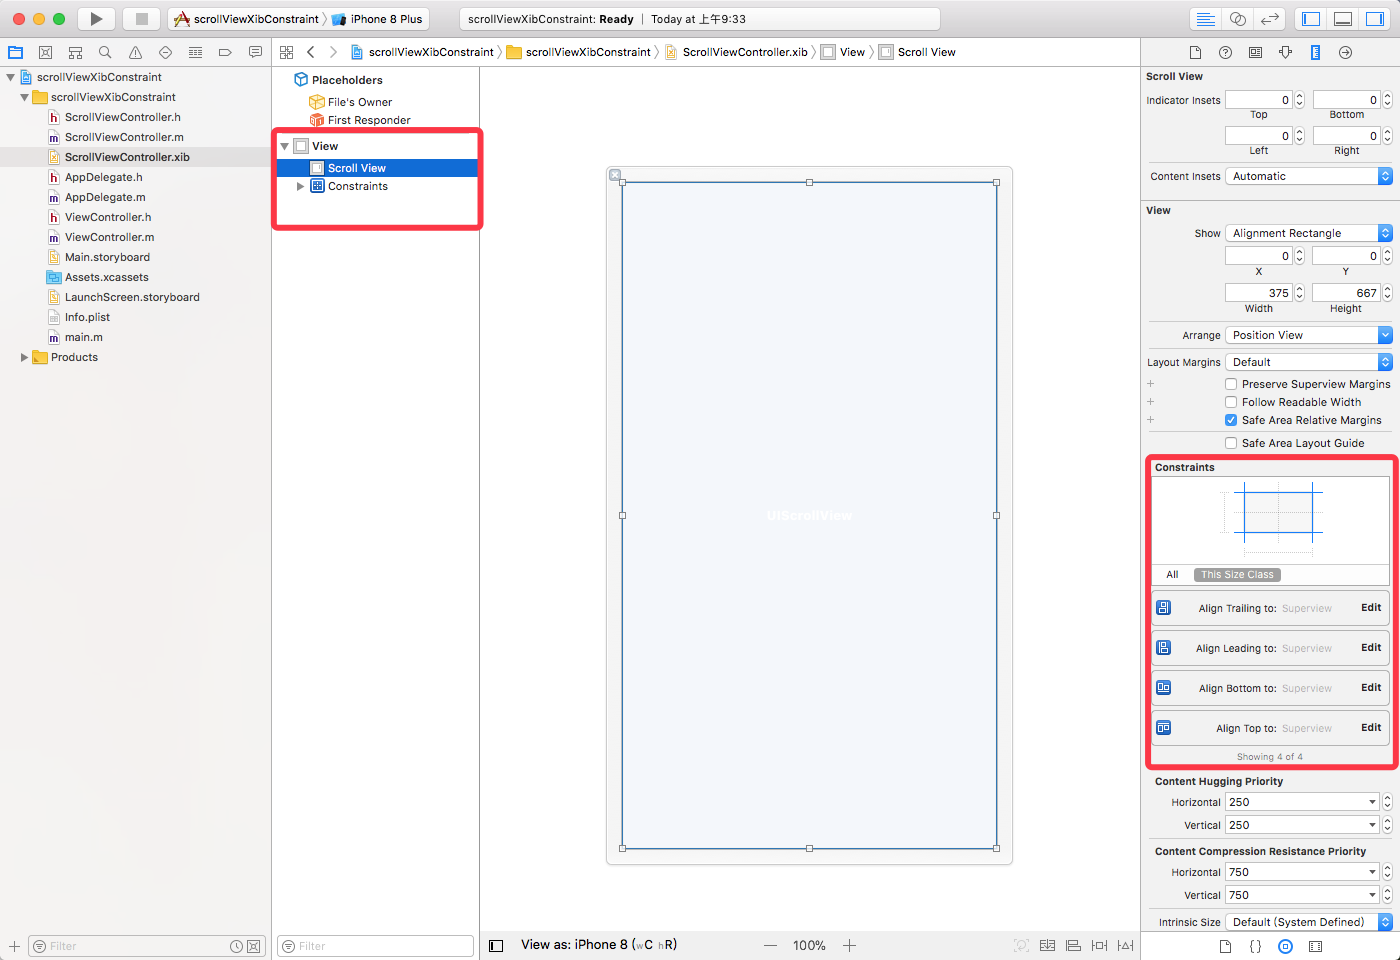 scrollViewXibConstraint
iPhone 8 Plus
scrollViewXibConstraint: Ready | Today at 上午9:33
scrollViewXibConstraint
scrollViewXibConstraint
ScrollViewController.xib
View
Scroll View
scrollViewXibConstraint
scrollViewXibConstraint
ScrollViewController.h
ScrollViewController.m
ScrollViewController.xib
AppDelegate.h
AppDelegate.m
ViewController.h
ViewController.m
Main.storyboard
Assets.xcassets
LaunchScreen.storyboard
Info.plist
main.m
Products
Filter
Placeholders
File's Owner
First Responder
View
Scroll View
Constraints
Filter
UIScrollView
View as: iPhone 8 (wC hR)
100%
Scroll View
Indicator Insets 0 0
Top Bottom
0 0
Left Right
Content Insets Automatic
View
Show Alignment Rectangle
0 0
X Y
375 667
Width Height
Arrange Position View
Layout Margins Default
Preserve Superview Margins
Follow Readable Width
Safe Area Relative Margins
Safe Area Layout Guide
Constraints
All This Size Class
Align Trailing to: Superview Edit
Align Leading to: Superview Edit
Align Bottom to: Superview Edit
Align Top to: Superview Edit
Showing 4 of 4
Content Hugging Priority
Horizontal 250
Vertical 250
Content Compression Resistance Priority
Horizontal 750
Vertical 750
Intrinsic Size Default (System Defined)